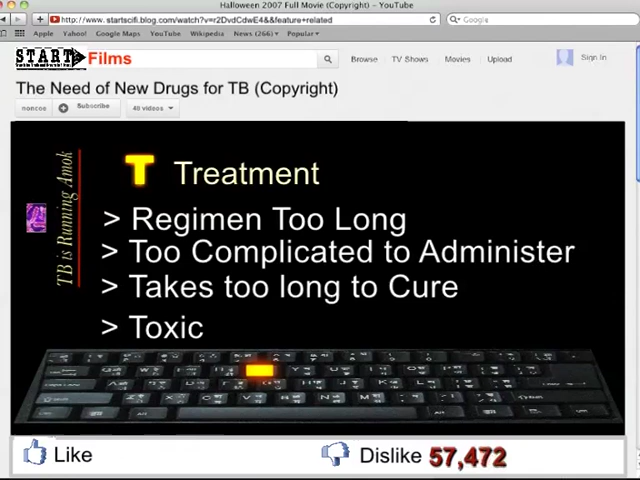 Halloween 2007 Full Movie (Copyright) – YouTube
http://www.startscifi.blog.com/watch?v=r2DvdCdwE4&&feature+related
Google
Apple Yahoo! Google Maps YouTube Wikipedia News (266) Popular
START Films
Browse TV Shows Movies Upload Sign In
The Need of New Drugs for TB (Copyright)
noncos Subscribe 40 videos
TB is Running Amok
T Treatment
> Regimen Too Long
> Too Complicated to Administer
> Takes too long to Cure
> Toxic
Like Dislike 57,472